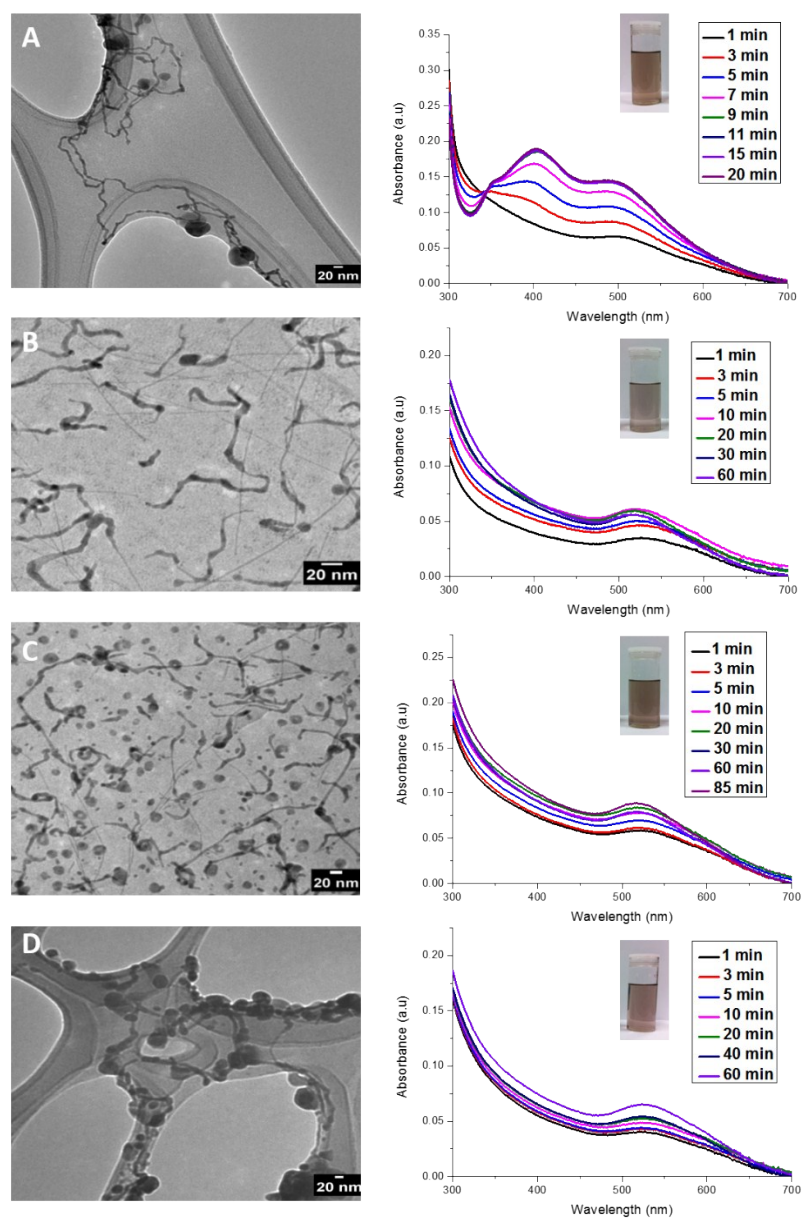 A
20 nm
Absorbance (a.u)
0.35
0.30
0.25
0.20
0.15
0.10
0.05
0.00
300
400
500
600
700
Wavelength (nm)
1 min
3 min
5 min
7 min
9 min
11 min
15 min
20 min
B
20 nm
Absorbance (a.u)
0.20
0.15
0.10
0.05
0.00
300
400
500
600
700
Wavelength (nm)
1 min
3 min
5 min
10 min
20 min
30 min
60 min
C
20 nm
Absorbance (a.u)
0.25
0.20
0.15
0.10
0.05
0.00
300
400
500
600
700
Wavelength (nm)
1 min
3 min
5 min
10 min
20 min
30 min
60 min
85 min
D
20 nm
Absorbance (a.u)
0.20
0.15
0.10
0.05
0.00
300
400
500
600
700
Wavelength (nm)
1 min
3 min
5 min
10 min
20 min
40 min
60 min